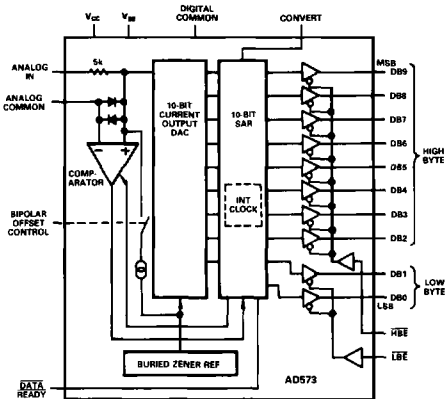 VCC
VEE
DIGITAL COMMON
CONVERT
ANALOG IN
5k
ANALOG COMMON
10-BIT CURRENT OUTPUT DAC
10-BIT SAR
MSB
DB9
DB8
DB7
DB6
DB5
DB4
DB3
DB2
HIGH BYTE
COMPARATOR
INT CLOCK
BIPOLAR OFFSET CONTROL
DB1
DB0
LSB
LOW BYTE
HBE
LBE
BURIED ZENER REF
DATA READY
AD573